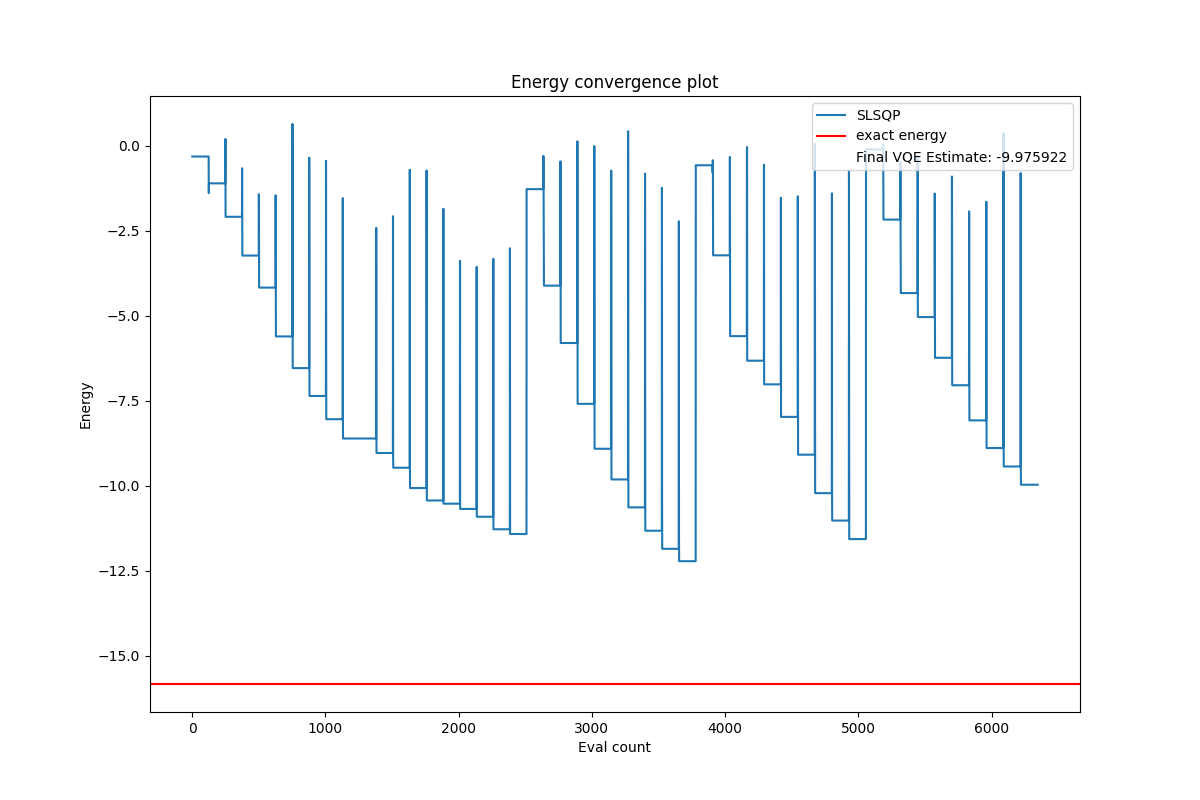 Energy convergence plot
SLSQP
exact energy
Final VQE Estimate: -9.975922
0.0
−2.5
−5.0
−7.5
−10.0
−12.5
−15.0
Energy
0 1000 2000 3000 4000 5000 6000
Eval count